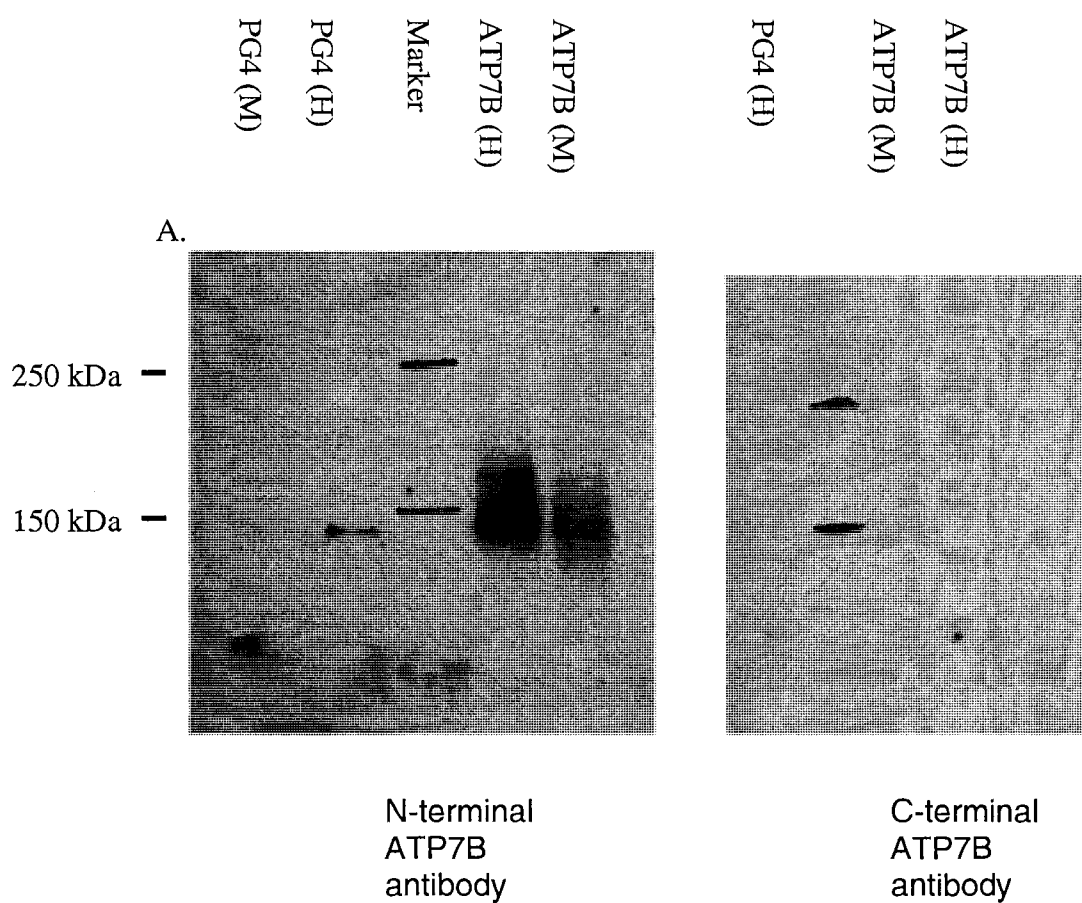 PG4 (M)
PG4 (H)
Marker
ATP7B (H)
ATP7B (M)
PG4 (H)
ATP7B (M)
ATP7B (H)
A.
250 kDa
150 kDa
N-terminal
ATP7B
antibody
C-terminal
ATP7B
antibody